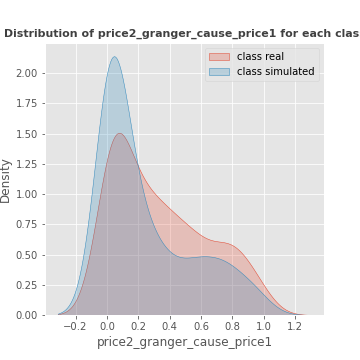 Distribution of price2_granger_cause_price1 for each clas
class real
class simulated
2.00
1.75
1.50
1.25
1.00
0.75
0.50
0.25
0.00
Density
−0.2 0.0 0.2 0.4 0.6 0.8 1.0 1.2
price2_granger_cause_price1